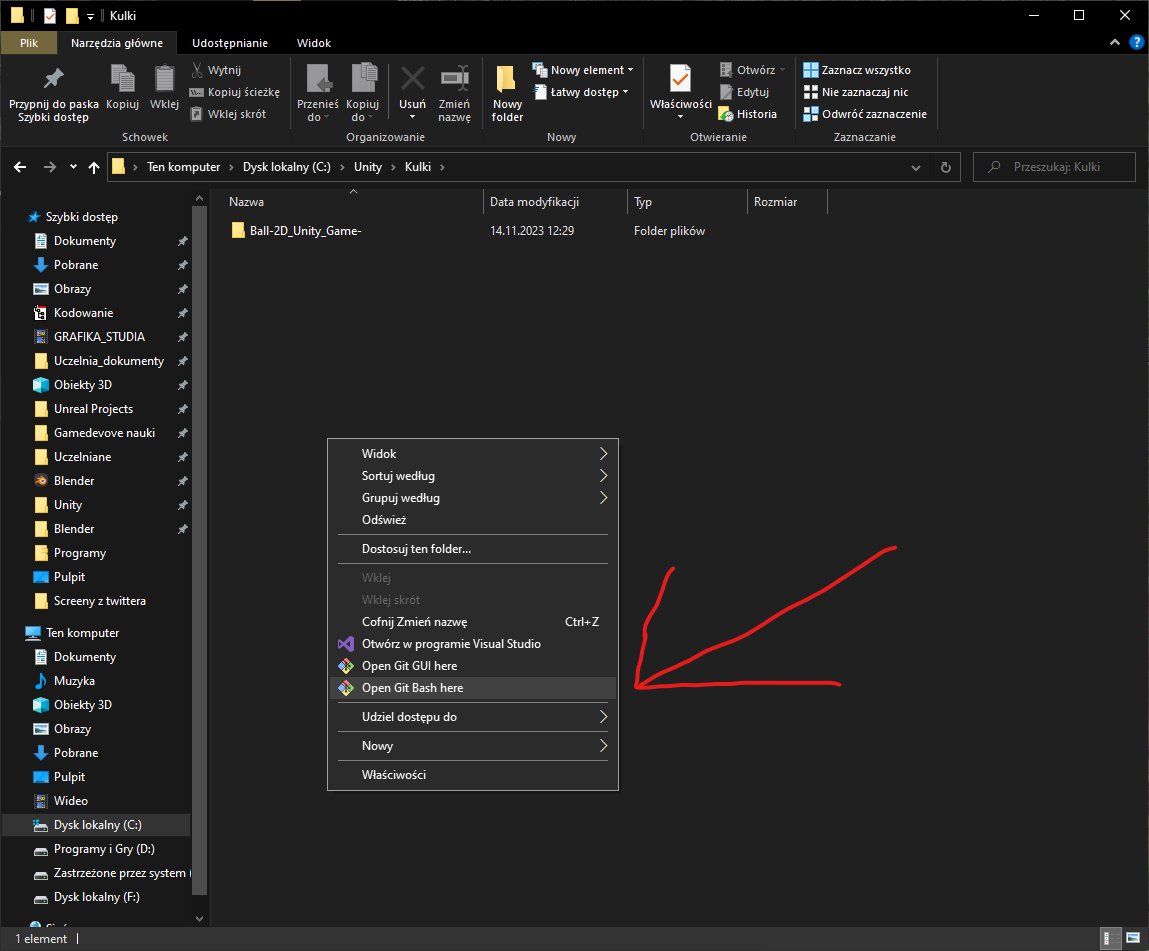 Kulki
Plik
Narzędzia główne
Udostępnianie
Widok
Przypnij do paska
Szybki dostęp
Kopiuj
Wklej
Wytnij
Kopiuj ścieżkę
Wklej skrót
Schowek
Przenieś
do
Kopiuj
do
Usuń
Zmień
nazwę
Organizowanie
Nowy
folder
Nowy element
Łatwy dostęp
Nowy
Właściwości
Otwórz
Edytuj
Historia
Otwieranie
Zaznacz wszystko
Nie zaznaczaj nic
Odwróć zaznaczenie
Zaznaczanie
Ten komputer
Dysk lokalny (C:)
Unity
Kulki
Przeszukaj: Kulki
Nazwa
Data modyfikacji
Typ
Rozmiar
Ball-2D_Unity_Game-
14.11.2023 12:29
Folder plików
Szybki dostęp
Dokumenty
Pobrane
Obrazy
Kodowanie
GRAFIKA_STUDIA
Uczelnia_dokumenty
Obiekty 3D
Unreal Projects
Gamedevove nauki
Uczelniane
Blender
Unity
Blender
Programy
Pulpit
Screeny z twittera
Ten komputer
Dokumenty
Muzyka
Obiekty 3D
Obrazy
Pobrane
Pulpit
Wideo
Dysk lokalny (C:)
Programy i Gry (D:)
Zastrzeżone przez system (
Dysk lokalny (F:)
Widok
Sortuj według
Grupuj według
Odśwież
Dostosuj ten folder...
Wklej
Wklej skrót
Cofnij Zmień nazwę Ctrl+Z
Otwórz w programie Visual Studio
Open Git GUI here
Open Git Bash here
Udziel dostępu do
Nowy
Właściwości
1 element